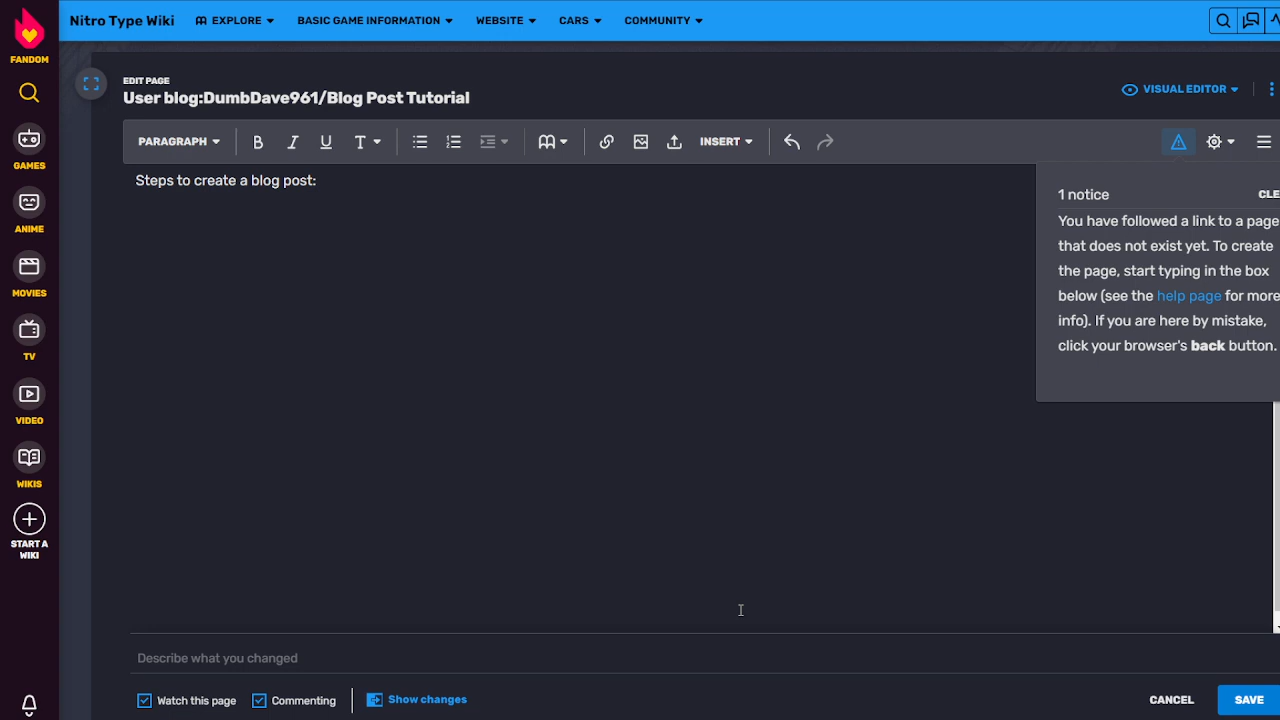 Nitro Type Wiki
EXPLORE
BASIC GAME INFORMATION
WEBSITE
CARS
COMMUNITY
FANDOM
GAMES
ANIME
MOVIES
TV
VIDEO
WIKIS
START A
WIKI
EDIT PAGE
User blog:DumbDave961/Blog Post Tutorial
VISUAL EDITOR
PARAGRAPH
B
I
U
T
INSERT
Steps to create a blog post:
1 notice
CLE
You have followed a link to a page
that does not exist yet. To create
the page, start typing in the box
below (see the help page for more
info). If you are here by mistake,
click your browser's back button.
Describe what you changed
Watch this page
Commenting
Show changes
CANCEL
SAVE